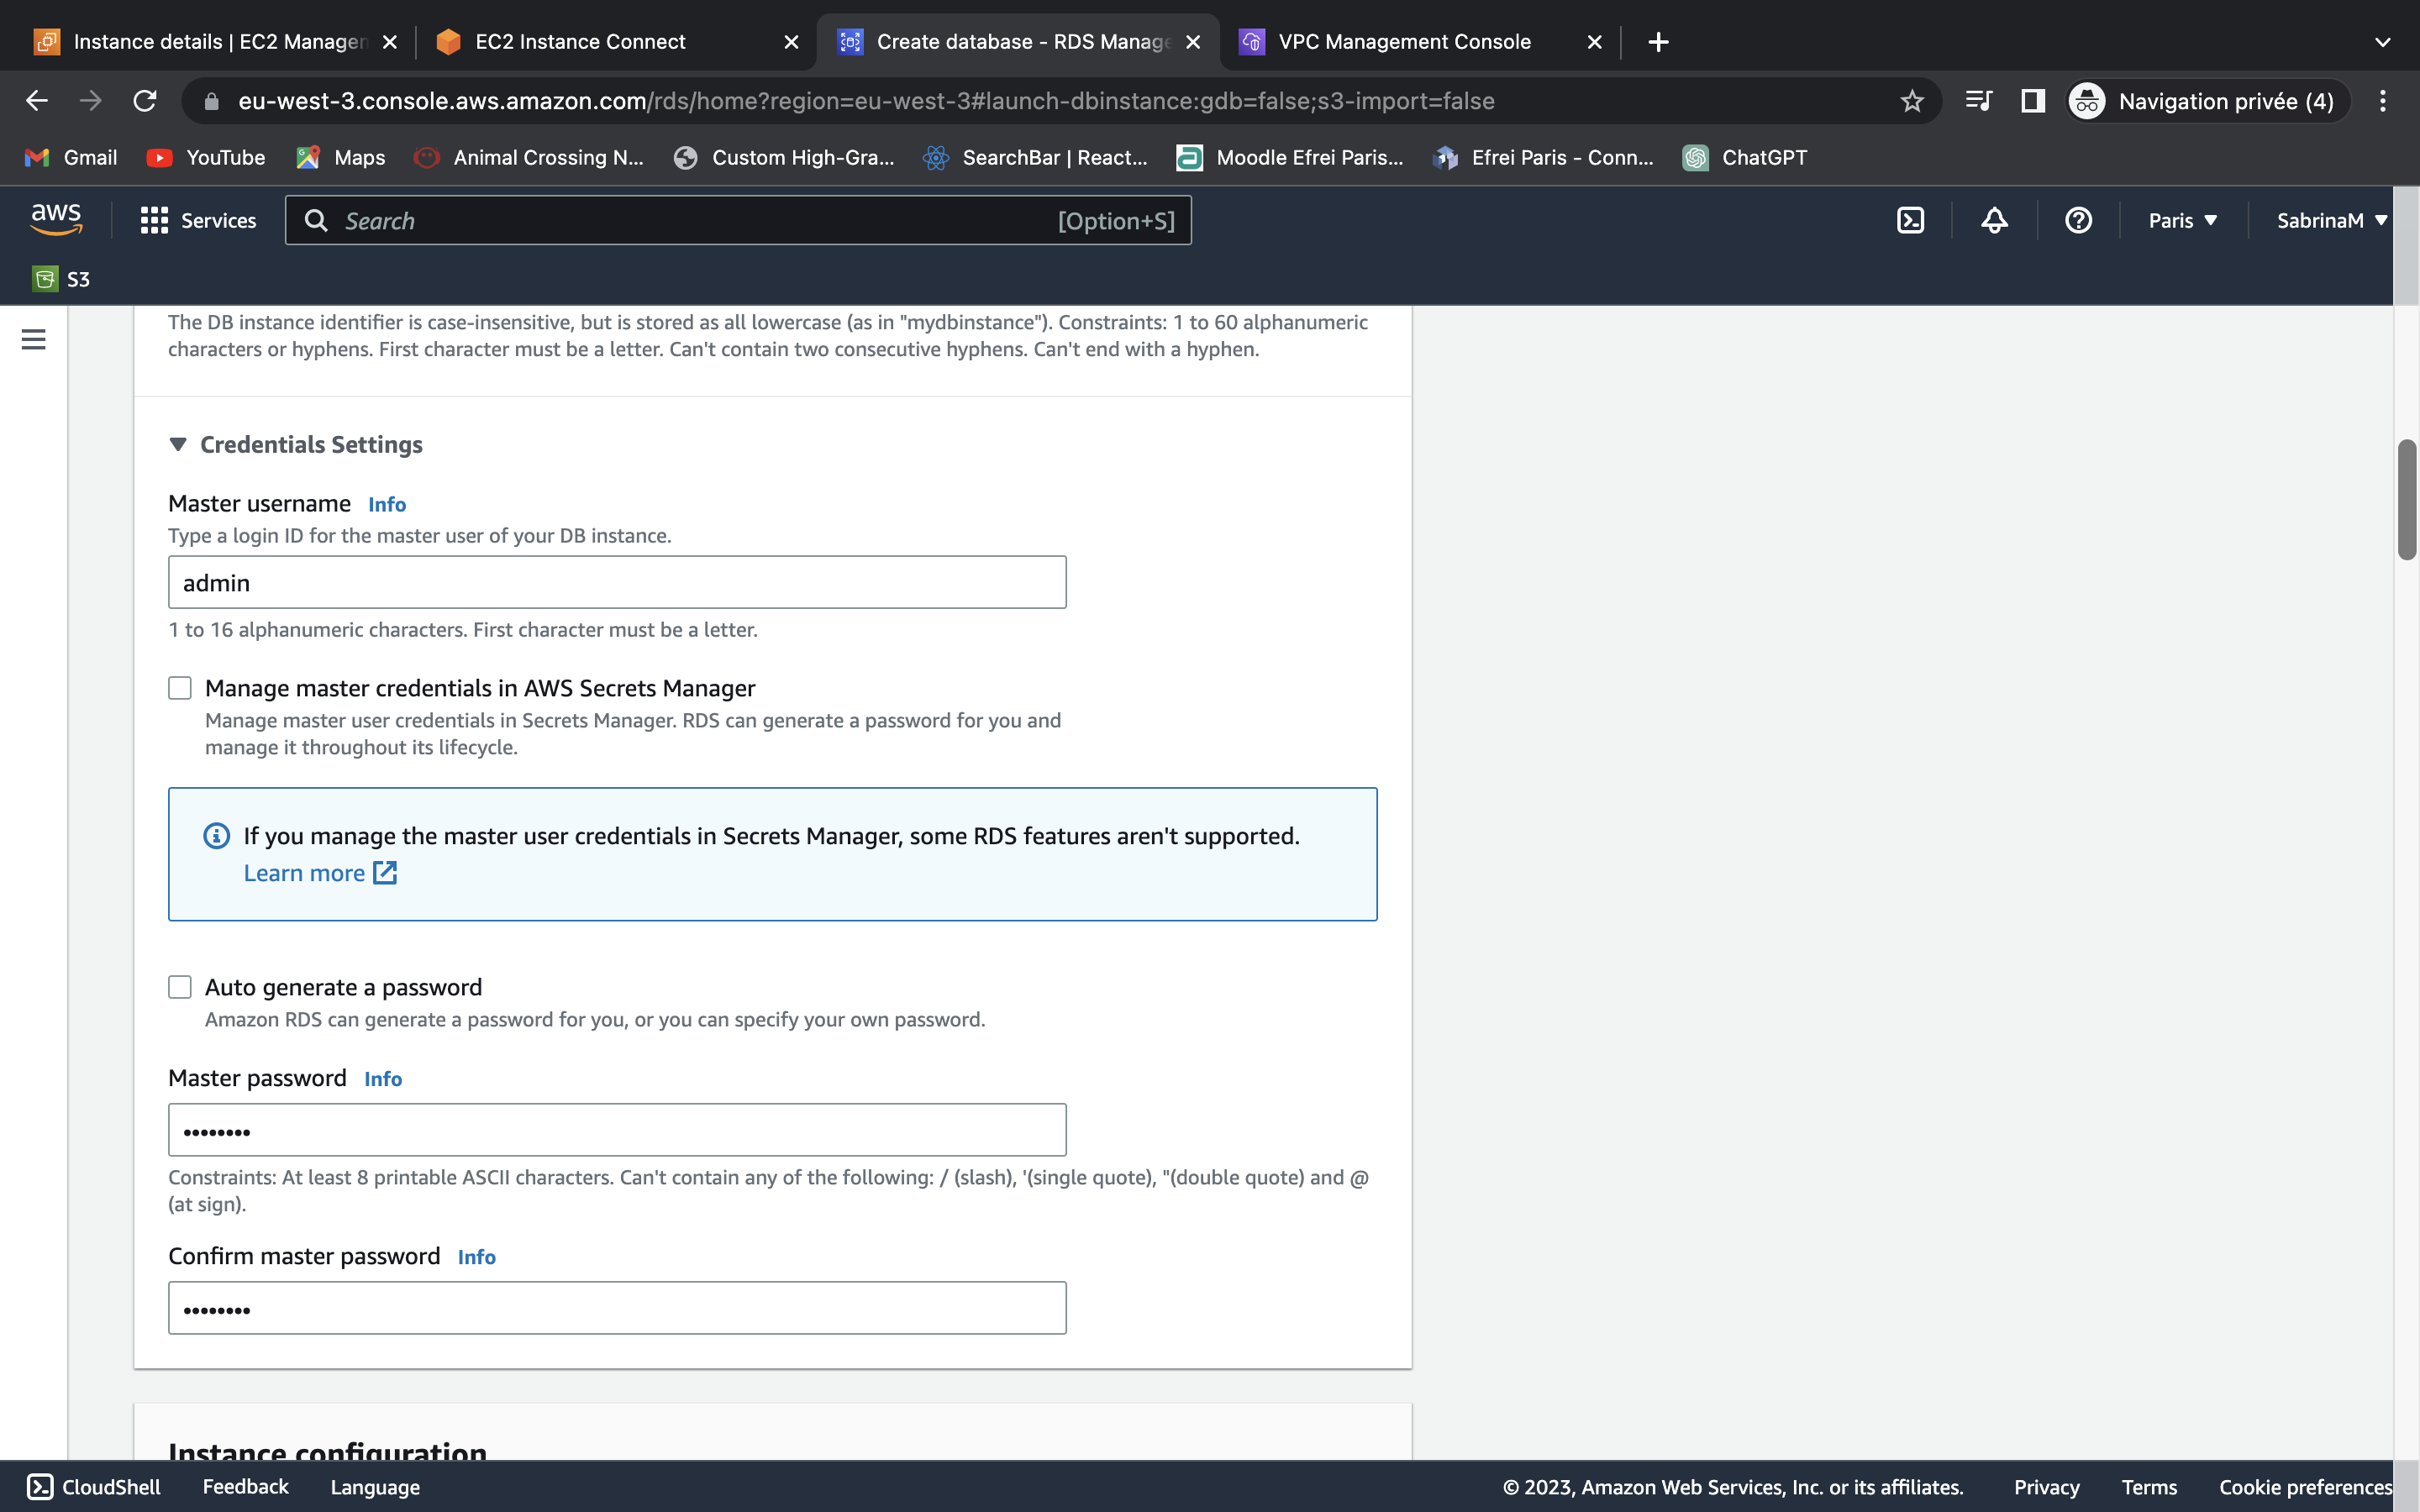 Instance details | EC2 Managen
EC2 Instance Connect
Create database - RDS Manage
VPC Management Console
eu-west-3.console.aws.amazon.com/rds/home?region=eu-west-3#launch-dbinstance:gdb=false;s3-import=false
Navigation privée (4)
Gmail
YouTube
Maps
Animal Crossing N...
Custom High-Gra...
SearchBar | React...
Moodle Efrei Paris...
Efrei Paris - Conn...
ChatGPT
aws
Services
Search
[Option+S]
Paris
SabrinaM
S3
The DB instance identifier is case-insensitive, but is stored as all lowercase (as in "mydbinstance"). Constraints: 1 to 60 alphanumeric
characters or hyphens. First character must be a letter. Can't contain two consecutive hyphens. Can't end with a hyphen.
Credentials Settings
Master username Info
Type a login ID for the master user of your DB instance.
admin
1 to 16 alphanumeric characters. First character must be a letter.
Manage master credentials in AWS Secrets Manager
Manage master user credentials in Secrets Manager. RDS can generate a password for you and
manage it throughout its lifecycle.
If you manage the master user credentials in Secrets Manager, some RDS features aren't supported.
Learn more
Auto generate a password
Amazon RDS can generate a password for you, or you can specify your own password.
Master password Info
••••••••
Constraints: At least 8 printable ASCII characters. Can't contain any of the following: / (slash), '(single quote), "(double quote) and @
(at sign).
Confirm master password Info
••••••••
Instance configuration
CloudShell
Feedback
Language
© 2023, Amazon Web Services, Inc. or its affiliates.
Privacy
Terms
Cookie preferences